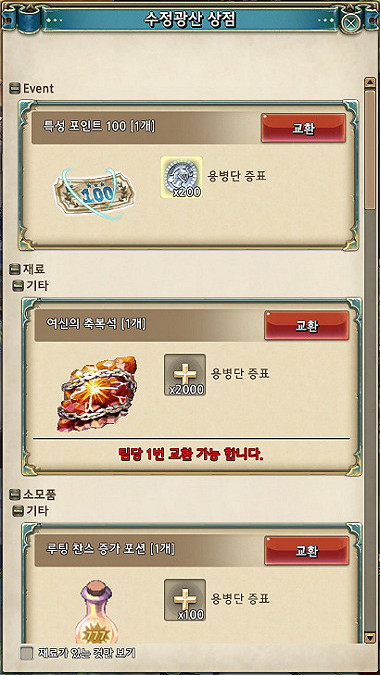 수정광산 상점
Event
특성 포인트 100 [1개]
교환
100
x200
용병단 증표
재료
기타
여신의 축복석 [1개]
교환
x2000
용병단 증표
팀당 1번 교환 가능 합니다.
소모품
기타
루팅 찬스 증가 포션 [1개]
교환
x100
용병단 증표
777
재료가 있는 것만 보기